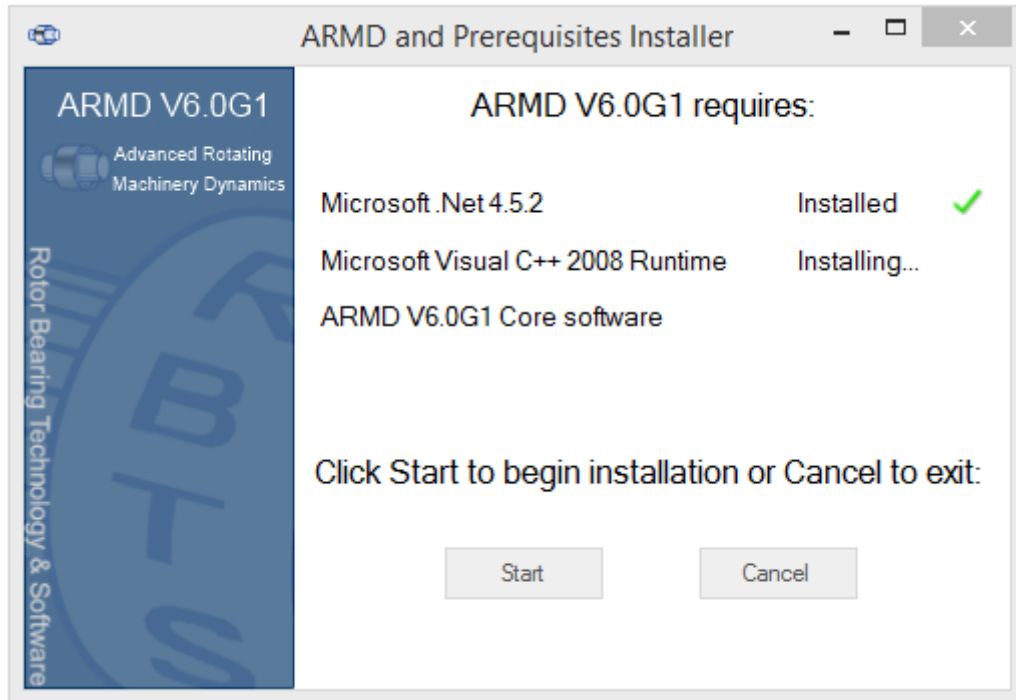 ARMD and Prerequisites Installer
ARMD V6.0G1
Advanced Rotating
Machinery Dynamics
Rotor Bearing Technology & Software
RBTS
ARMD V6.0G1 requires:
Microsoft .Net 4.5.2 Installed
Microsoft Visual C++ 2008 Runtime Installing...
ARMD V6.0G1 Core software
Click Start to begin installation or Cancel to exit:
Start Cancel